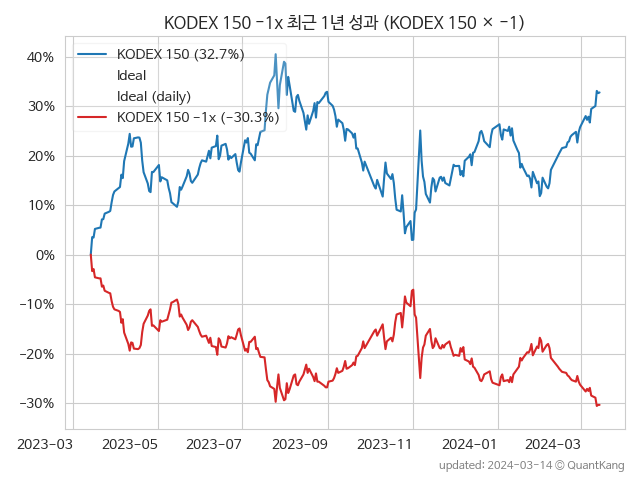 KODEX 150 -1x 최근 1년 성과 (KODEX 150 × -1)
KODEX 150 (32.7%)
Ideal
Ideal (daily)
KODEX 150 -1x (-30.3%)
40%
30%
20%
10%
0%
-10%
-20%
-30%
2023-03 2023-05 2023-07 2023-09 2023-11 2024-01 2024-03
updated: 2024-03-14 © QuantKang